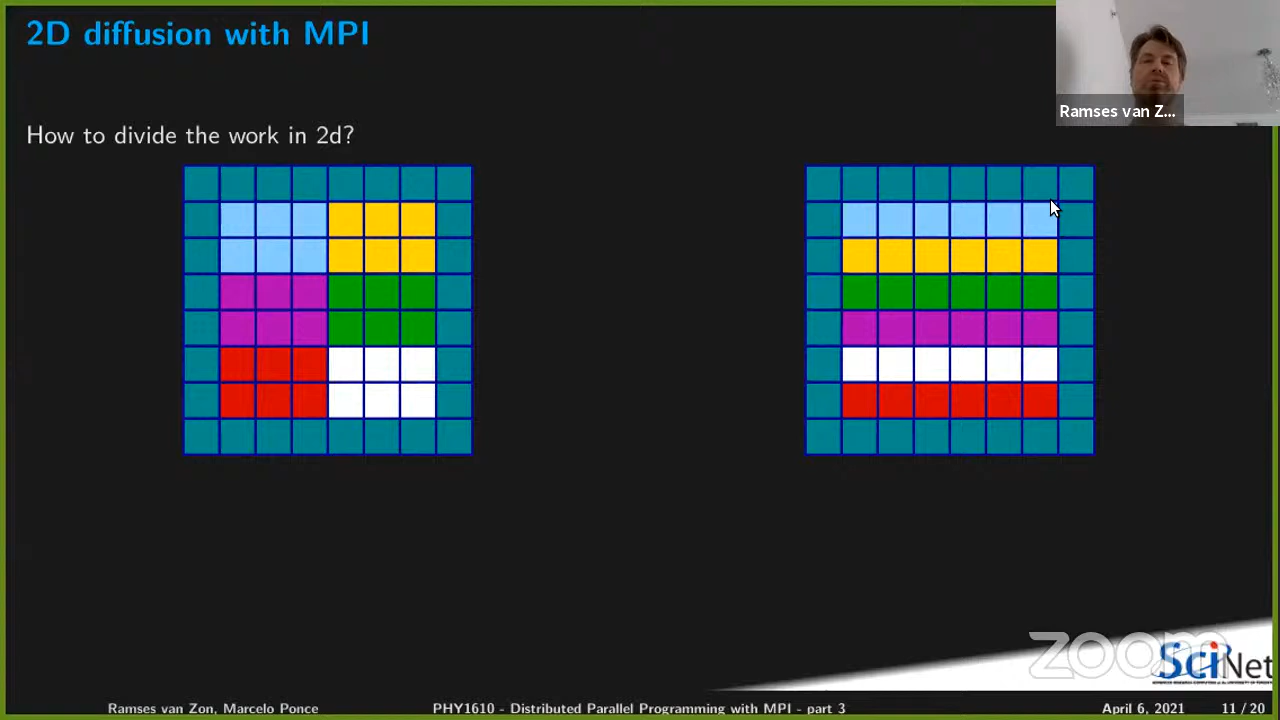 2D diffusion with MPI
Ramses van Z...
How to divide the work in 2d?
zoom
SciNet
Ramses van Zon, Marcelo Ponce
PHY1610 - Distributed Parallel Programming with MPI - part 3
April 6, 2021
11 / 20